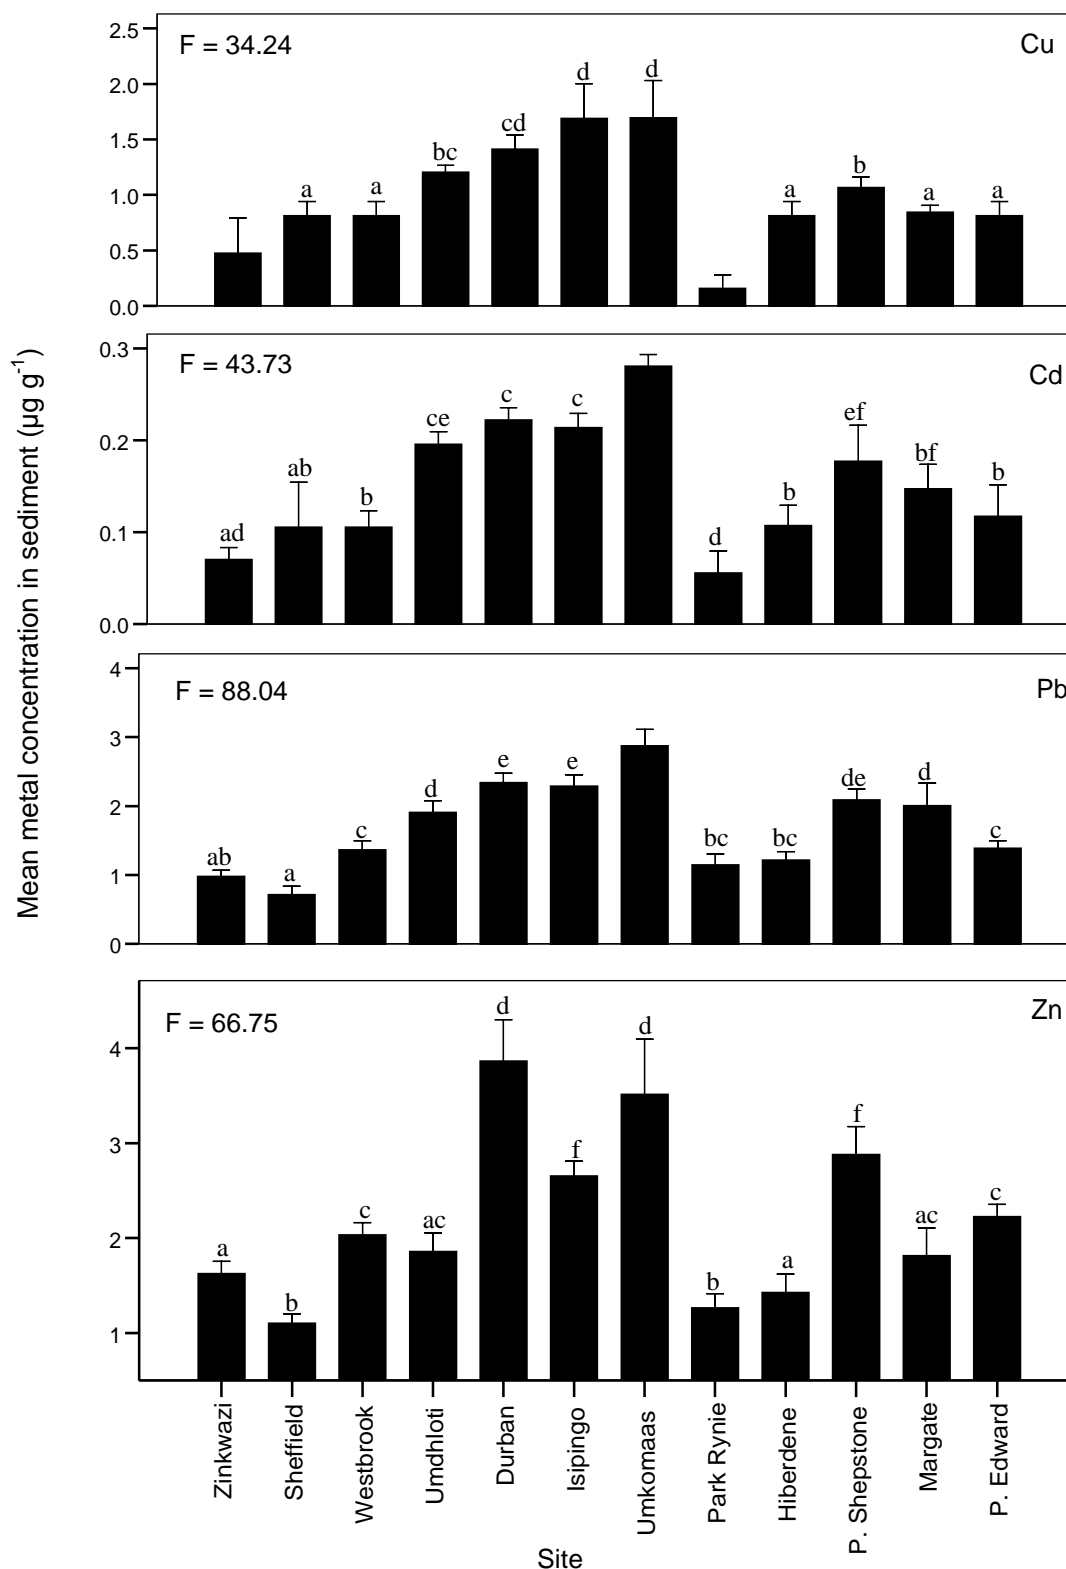 Mean metal concentration in sediment (µg g-1)
F = 34.24
Cu
2.5
2.0
1.5
1.0
0.5
0.0
a
a
bc
cd
d
d
a
b
a
a
F = 43.73
Cd
0.3
0.2
0.1
0.0
ad
ab
b
ce
c
c
d
b
ef
bf
b
F = 88.04
Pb
4
3
2
1
0
ab
a
c
d
e
e
bc
bc
de
d
c
F = 66.75
Zn
4
3
2
1
a
b
c
ac
d
f
d
b
a
f
ac
c
Zinkwazi
Sheffield
Westbrook
Umdhloti
Durban
Isipingo
Umkomaas
Park Rynie
Hiberdene
P. Shepstone
Margate
P. Edward
Site